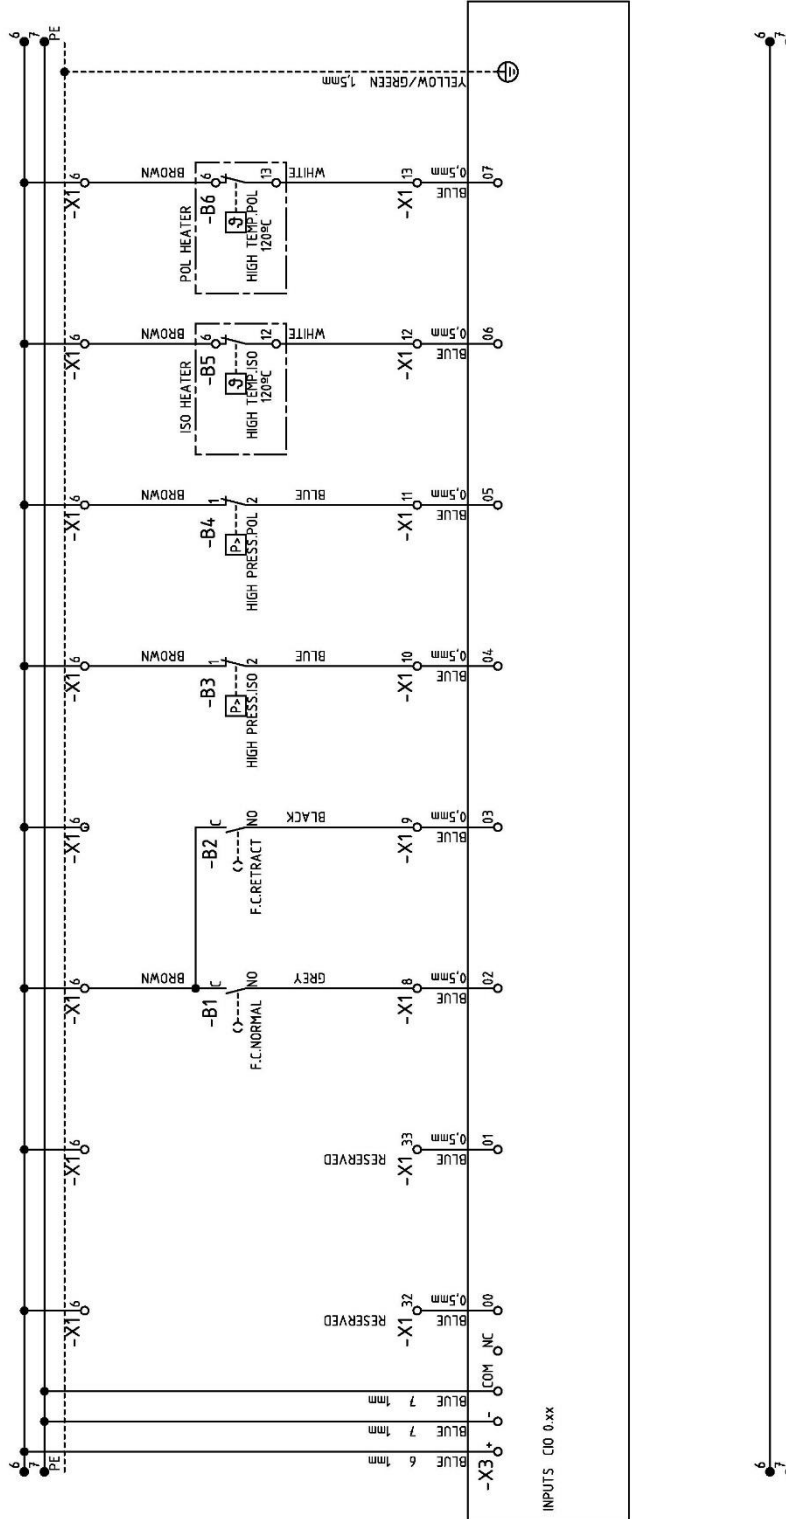 6
7
PE
YELLOW/GREEN 1,5mm
-X1 6
BROWN
POL HEATER
-B6
6
13
HIGH TEMP.POL
120ºC
WHITE
-X1 13
BLUE 0,5mm
07
-X1 6
BROWN
ISO HEATER
-B5
6
12
HIGH TEMP.ISO
120ºC
WHITE
-X1 12
BLUE 0,5mm
06
-X1 6
BROWN
-B4
1
2
P>
HIGH PRESS.POL
BLUE
-X1 11
BLUE 0,5mm
05
-X1 6
BROWN
-B3
1
2
P>
HIGH PRESS.ISO
BLUE
-X1 10
BLUE 0,5mm
04
-X1 6
-B2
C
NO
F.C.RETRACT
BLACK
-X1 9
BLUE 0,5mm
03
-X1 6
BROWN
-B1
C
NO
F.C.NORMAL
GREY
-X1 8
BLUE 0,5mm
02
-X1 6
RESERVED
-X1 33
BLUE 0,5mm
01
-X1 6
RESERVED
-X1 32
BLUE 0,5mm
00
NC
COM
BLUE 7 1mm
-
BLUE 7 1mm
+
BLUE 6 1mm
-X3
6
7
PE
INPUTS CIO 0.xx
6
7
6
7